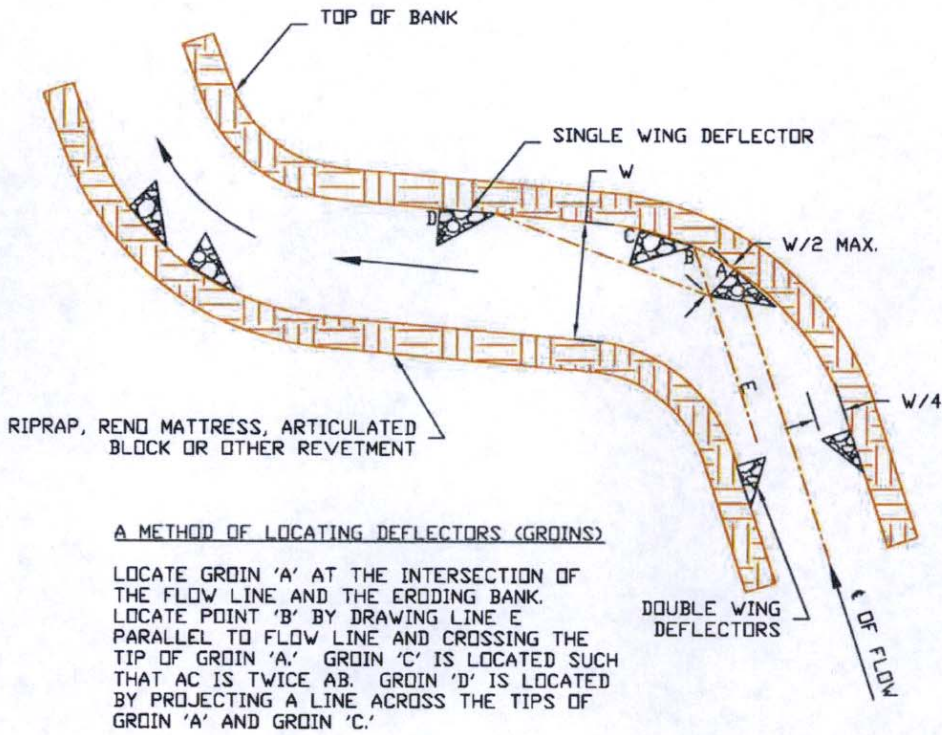 TOP OF BANK
SINGLE WING DEFLECTOR
W
D
C
B
A
W/2 MAX.
E
W/4
RIPRAP, RENO MATTRESS, ARTICULATED
BLOCK OR OTHER REVETMENT
A METHOD OF LOCATING DEFLECTORS (GROINS)
LOCATE GROIN 'A' AT THE INTERSECTION OF
THE FLOW LINE AND THE ERODING BANK.
LOCATE POINT 'B' BY DRAWING LINE E
PARALLEL TO FLOW LINE AND CROSSING THE
TIP OF GROIN 'A.' GROIN 'C' IS LOCATED SUCH
THAT AC IS TWICE AB. GROIN 'D' IS LOCATED
BY PROJECTING A LINE ACROSS THE TIPS OF
GROIN 'A' AND GROIN 'C.'
DOUBLE WING
DEFLECTORS
OF FLOW